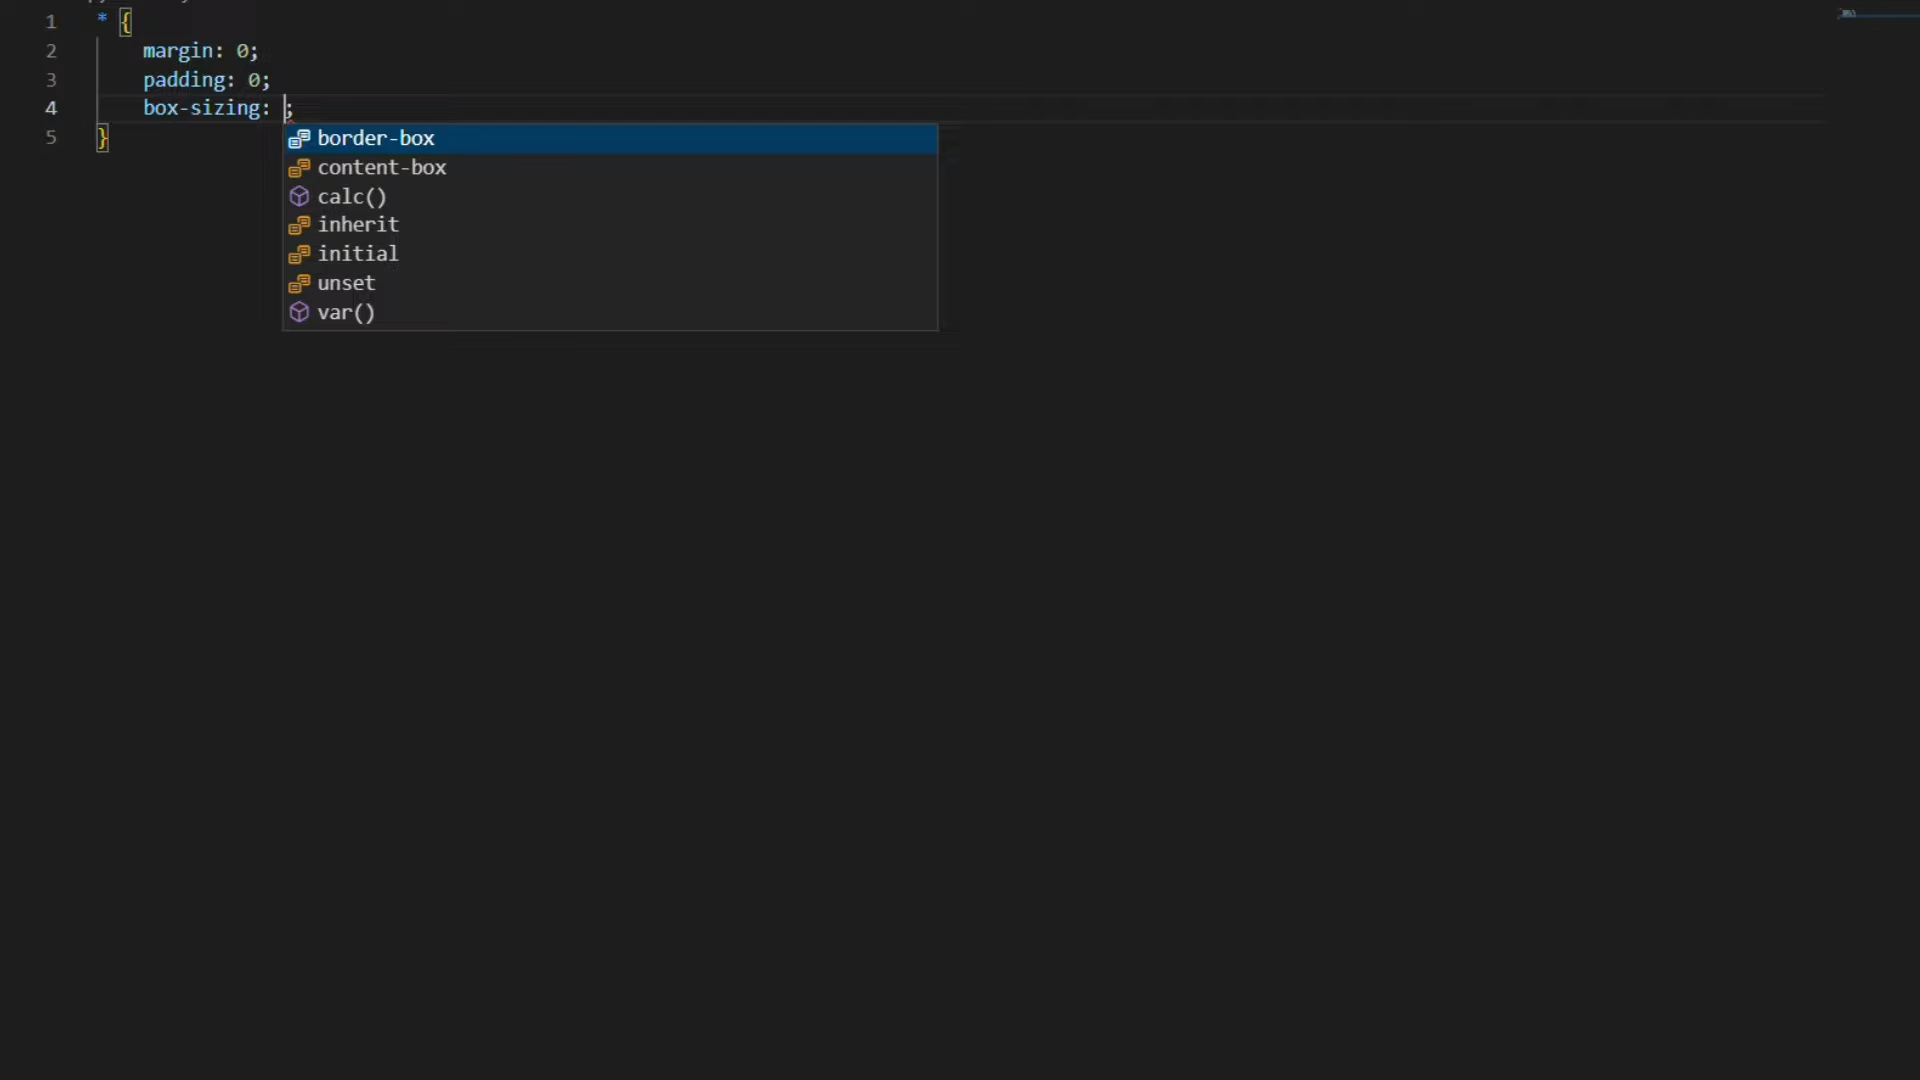 1 * {
2 margin: 0;
3 padding: 0;
4 box-sizing: ;
5 }
border-box
content-box
calc()
inherit
initial
unset
var()